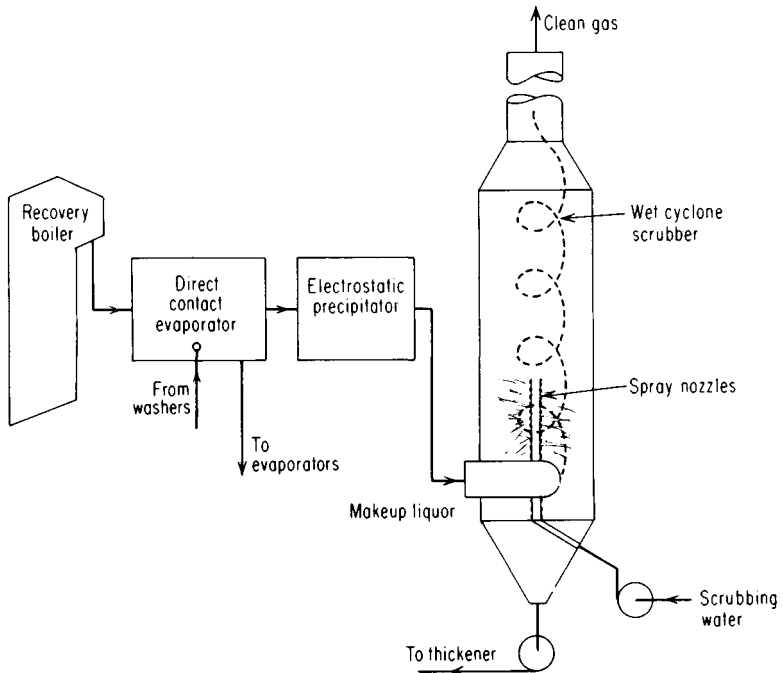 Clean gas
Recovery
boiler
Wet cyclone
scrubber
Direct
contact
evaporator
Electrostatic
precipitator
From
washers
Spray nozzles
To
evaporators
Makeup liquor
Scrubbing
water
To thickener